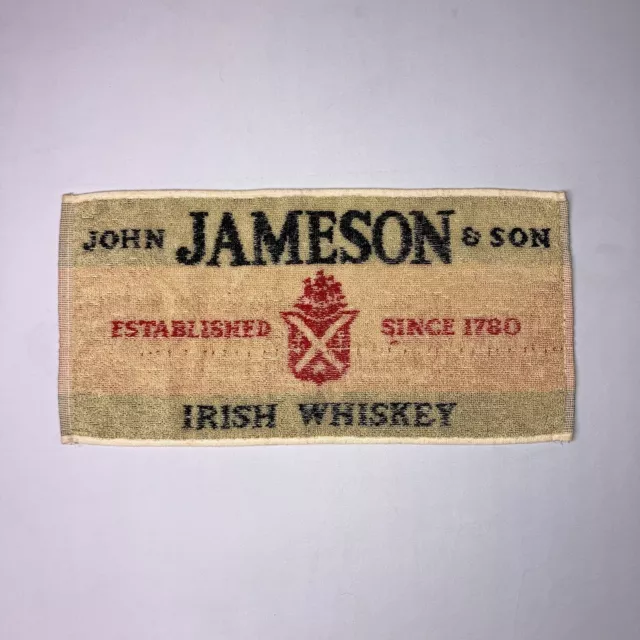 JOHN JAMESON & SON
ESTABLISHED SINCE 1780
IRISH WHISKEY